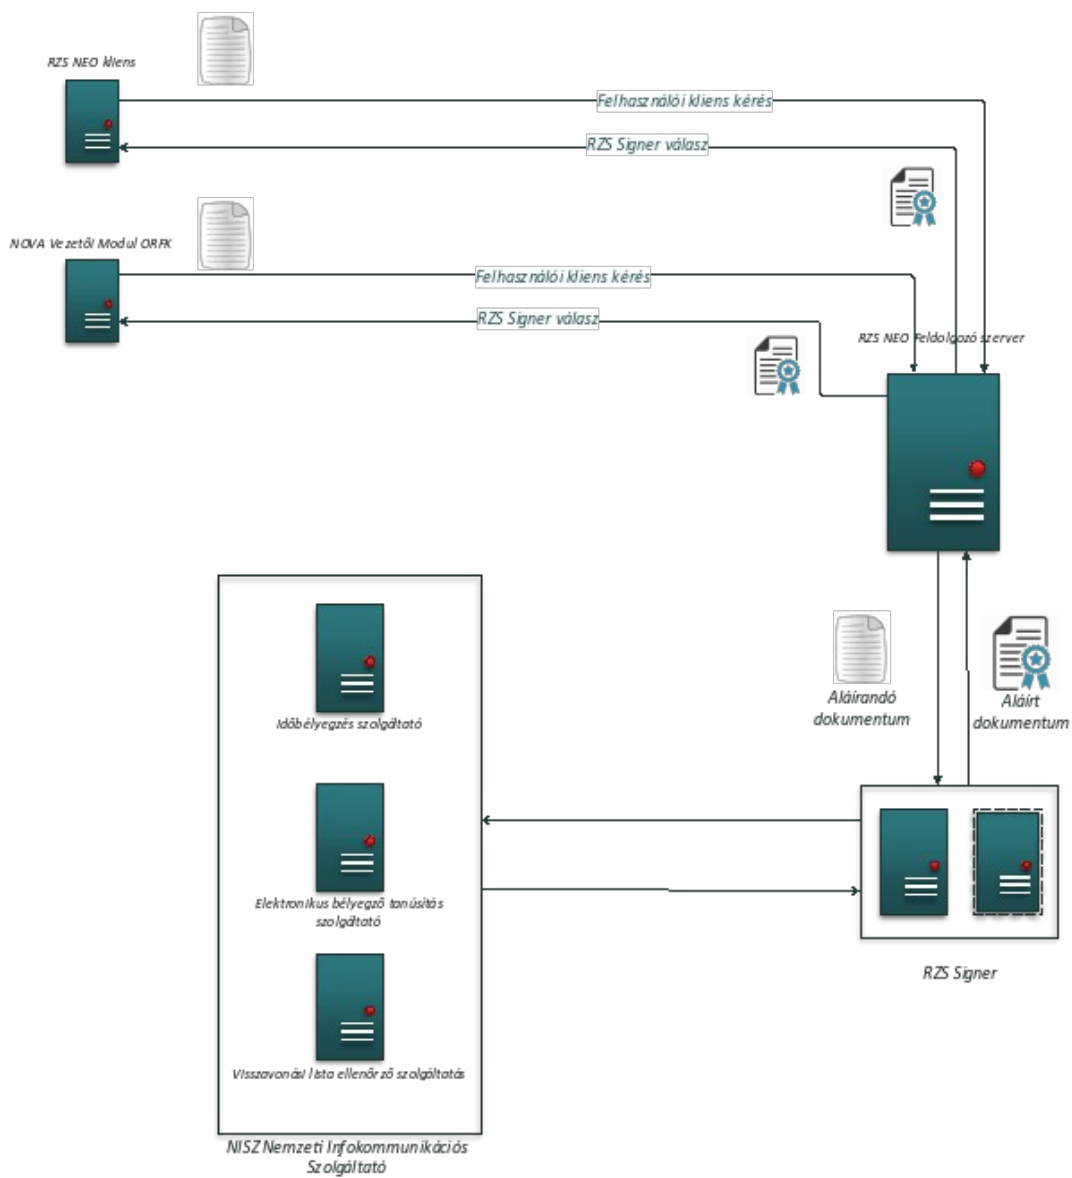 RZS NEO kliens
Felhasználói kliens kérés
RZS Signer válasz
NOVA Vezetői Modul ORFK
Felhasználói kliens kérés
RZS Signer válasz
RZS NEO Feldolgozó szerver
Időbélyegzés szolgáltató
Aláírandó
dokumentum
Aláírt
dokumentum
Elektronikus bélyegző tanúsítás
szolgáltató
RZS Signer
Visszavonási lista ellenőrző szolgáltatás
NISZ Nemzeti Infokommunikációs
Szolgáltató